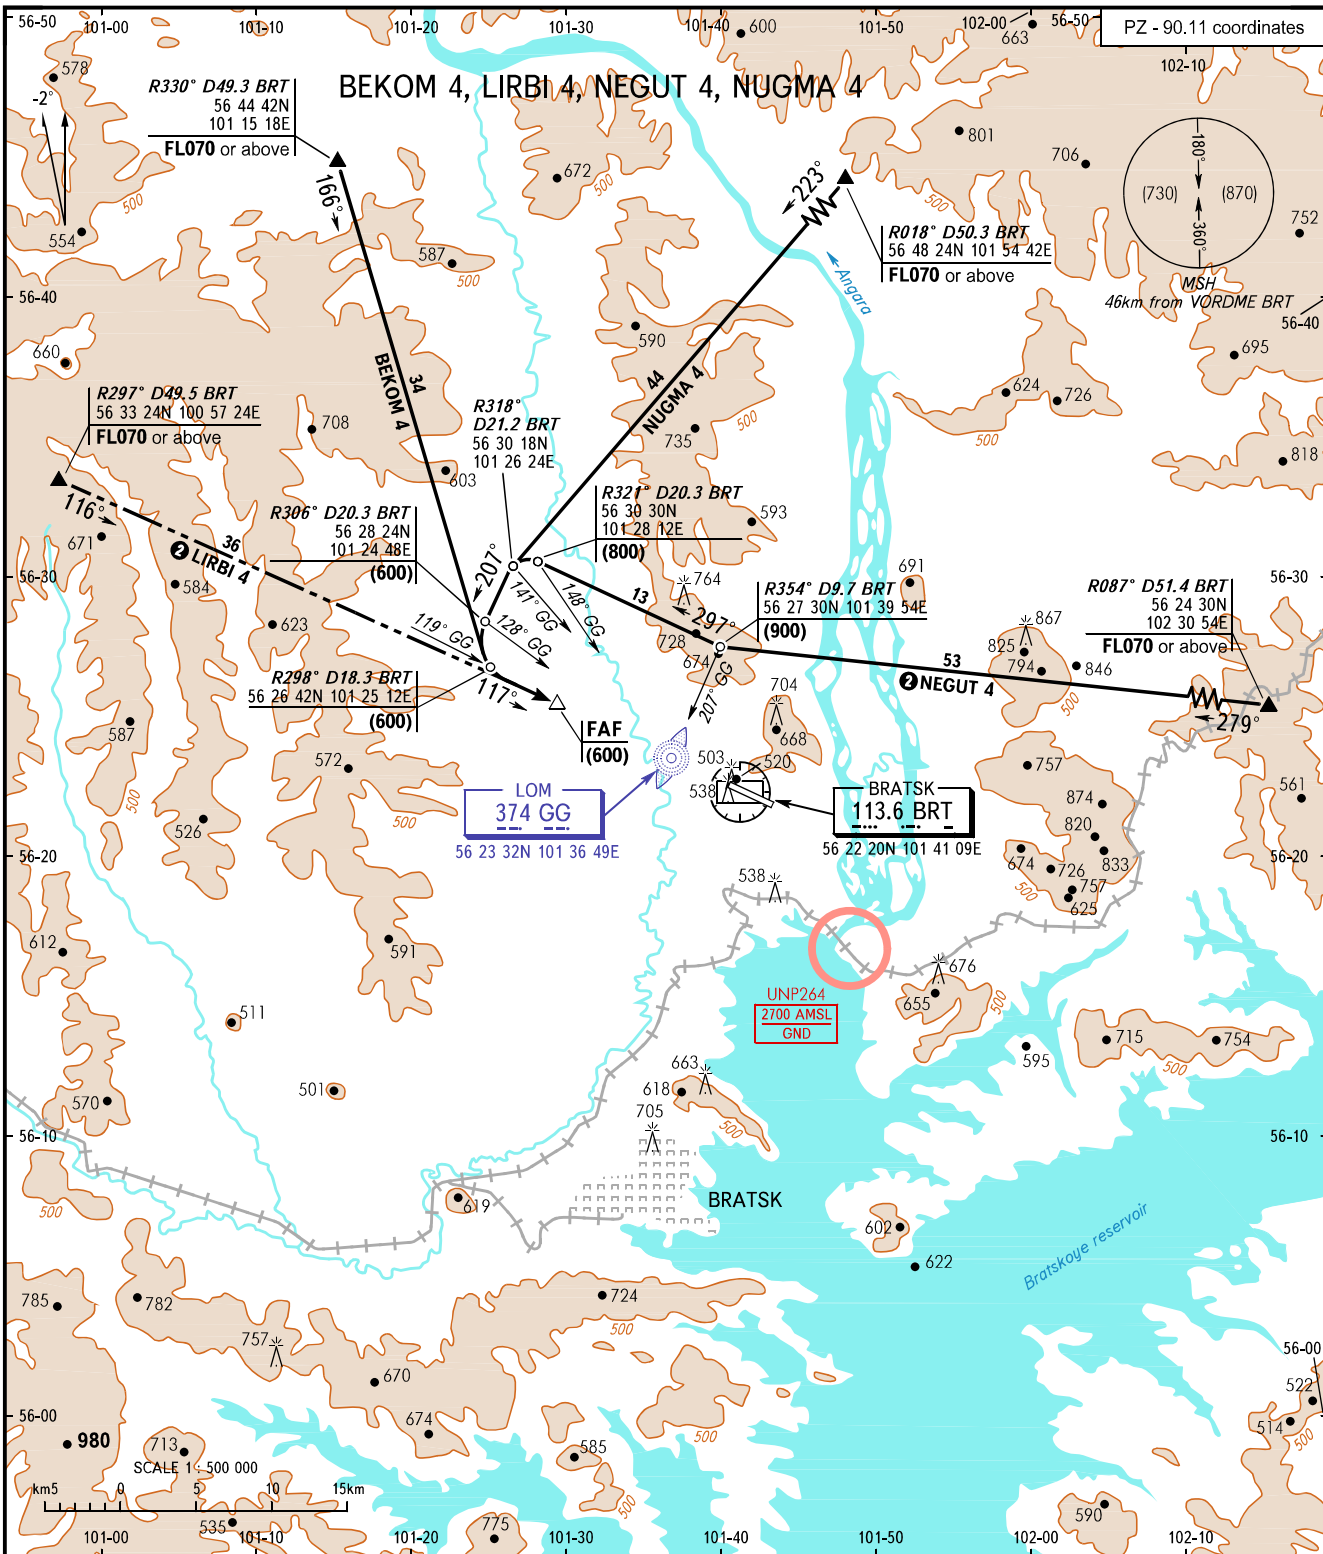 56-50
101-00
101-10
101-20
101-30
101-40
101-50
102-00
56-50
PZ - 90.11 coordinates
102-10
600
663
578
-2°
554
500
R330° D49.3 BRT
56 44 42N
101 15 18E
FL070 or above
BEKOM 4, LIRBI 4, NEGUT 4, NUGMA 4
672
500
801
706
500
180°
(730)
(870)
360°
MSH
46km from VORDME BRT
752
166°
223°
R018° D50.3 BRT
56 48 24N 101 54 42E
FL070 or above
587
500
Angara
56-40
56-40
590
695
660
34
BEKOM 4
44
NUGMA 4
R297° D49.5 BRT
56 33 24N 100 57 24E
FL070 or above
708
603
R318°
D21.2 BRT
56 30 18N
101 26 24E
735
500
624
726
500
818
116°
671
36
2 LIRBI 4
584
R306° D20.3 BRT
56 28 24N
101 24 48E
(600)
R321° D20.3 BRT
56 30 30N
101 28 12E
(800)
593
691
56-30
56-30
207°
141° GG
148° GG
128° GG
119° GG
13
764
297°
728
674
R354° D9.7 BRT
56 27 30N 101 39 54E
(900)
R087° D51.4 BRT
56 24 30N
102 30 54E
FL070 or above
867
825
794
846
500
623
R298° D18.3 BRT
56 26 42N 101 25 12E
(600)
117°
FAF
(600)
207° GG
53
2 NEGUT 4
279°
704
668
587
500
572
500
526
LOM
374 GG
56 23 32N 101 36 49E
503
520
538
BRATSK
113.6 BRT
56 22 20N 101 41 09E
757
874
820
833
674
726
757
625
500
561
56-20
56-20
538
612
591
676
655
500
UNP264
2700 AMSL
GND
511
595
715
754
500
501
570
663
618
705
500
56-10
56-10
500
619
BRATSK
602
622
Bratskoye reservoir
785
782
724
500
757
670
674
500
56-00
56-00
522
514
500
980
713
585
500
SCALE 1 : 500 000
km5
0
5
10
15km
535
775
590
101-00
101-10
101-20
101-30
101-40
101-50
102-00
102-10